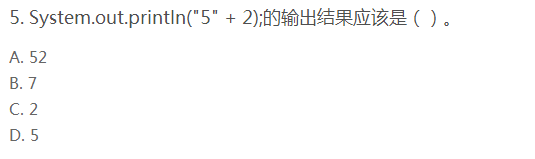 5. System.out.println("5" + 2);的输出结果应该是 ( ) 。
A. 52
B. 7
C. 2
D. 5